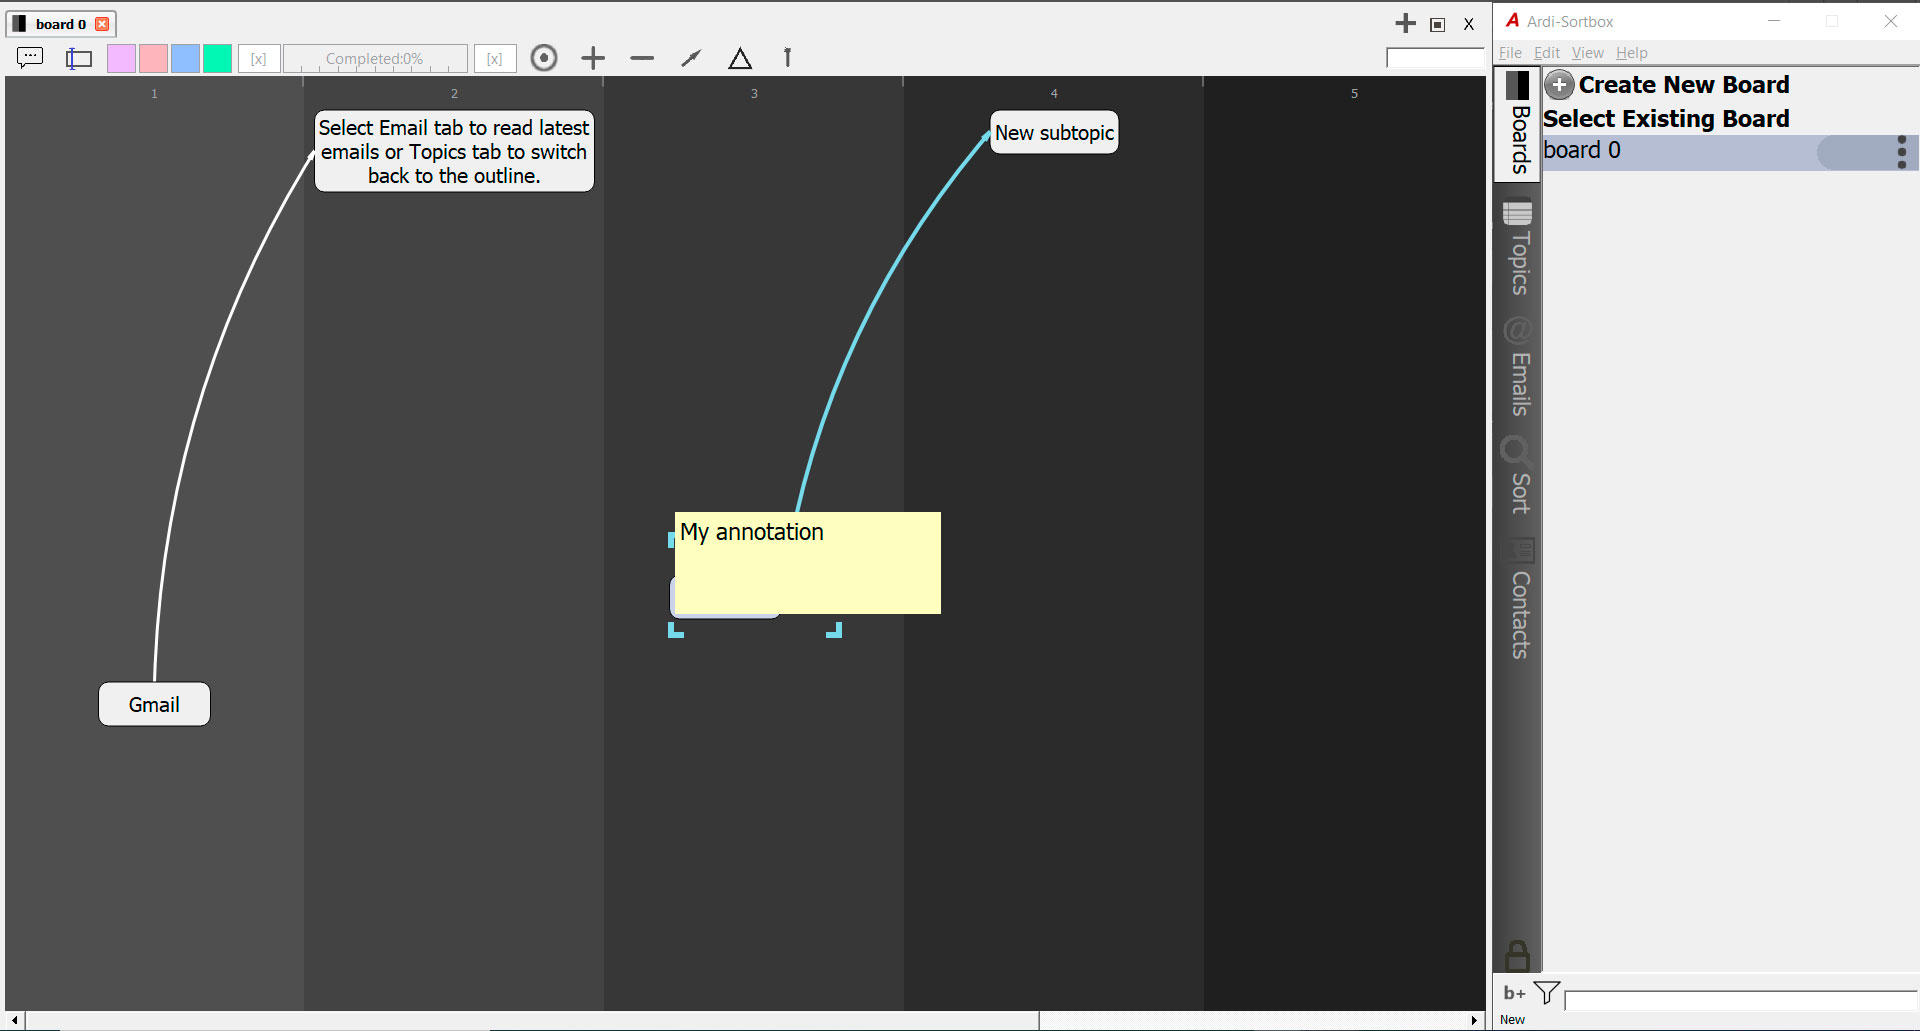 board 0
[x]
Completed:0%
[x]
1
2
3
4
5
Select Email tab to read latest
emails or Topics tab to switch
back to the outline.
New subtopic
My annotation
Gmail
Ardi-Sortbox
File Edit View Help
Boards
Topics
Emails
Sort
Contacts
Create New Board
Select Existing Board
board 0
b+
New